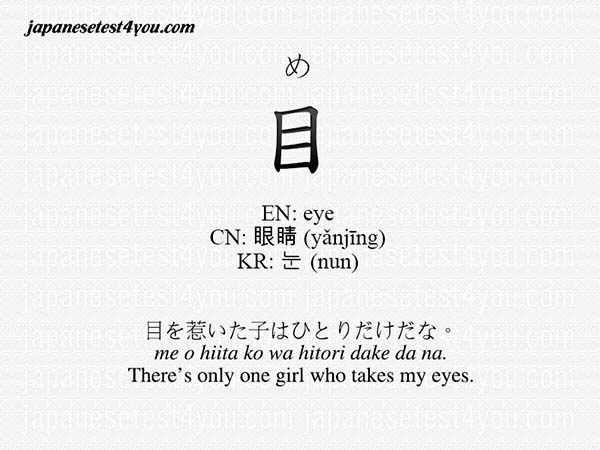 japanesetest4you.com
め
目
EN: eye
CN: 眼睛 (yǎnjīng)
KR: 눈 (nun)
目を惹いた子はひとりだけだな。
me o hiita ko wa hitori dake da na.
There's only one girl who takes my eyes.